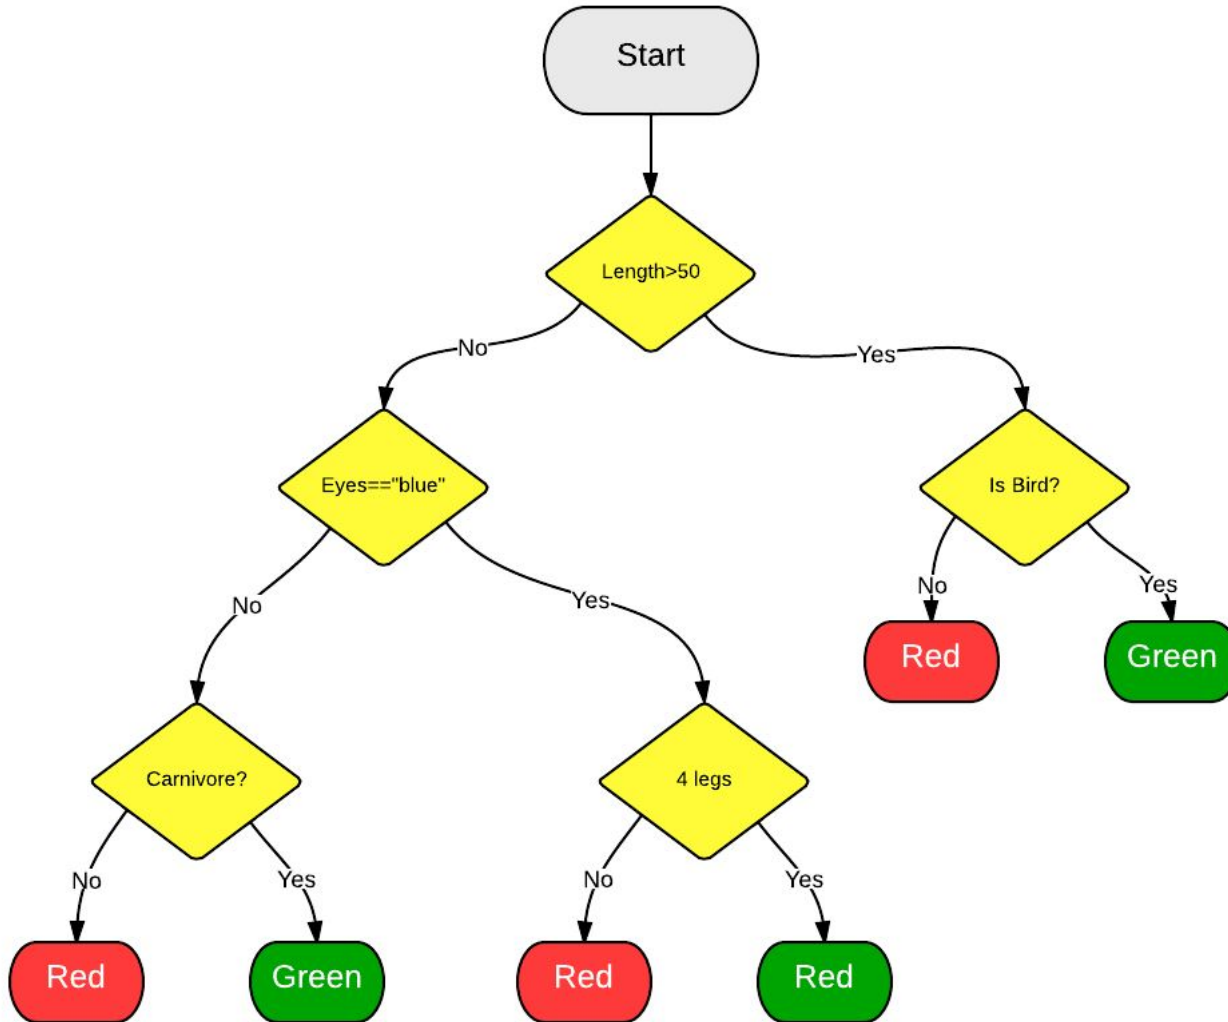 Start
Length>50
No
Yes
Eyes=="blue"
Is Bird?
No
Yes
No
Yes
Red
Green
Carnivore?
4 legs
No
Yes
No
Yes
Red
Green
Red
Red